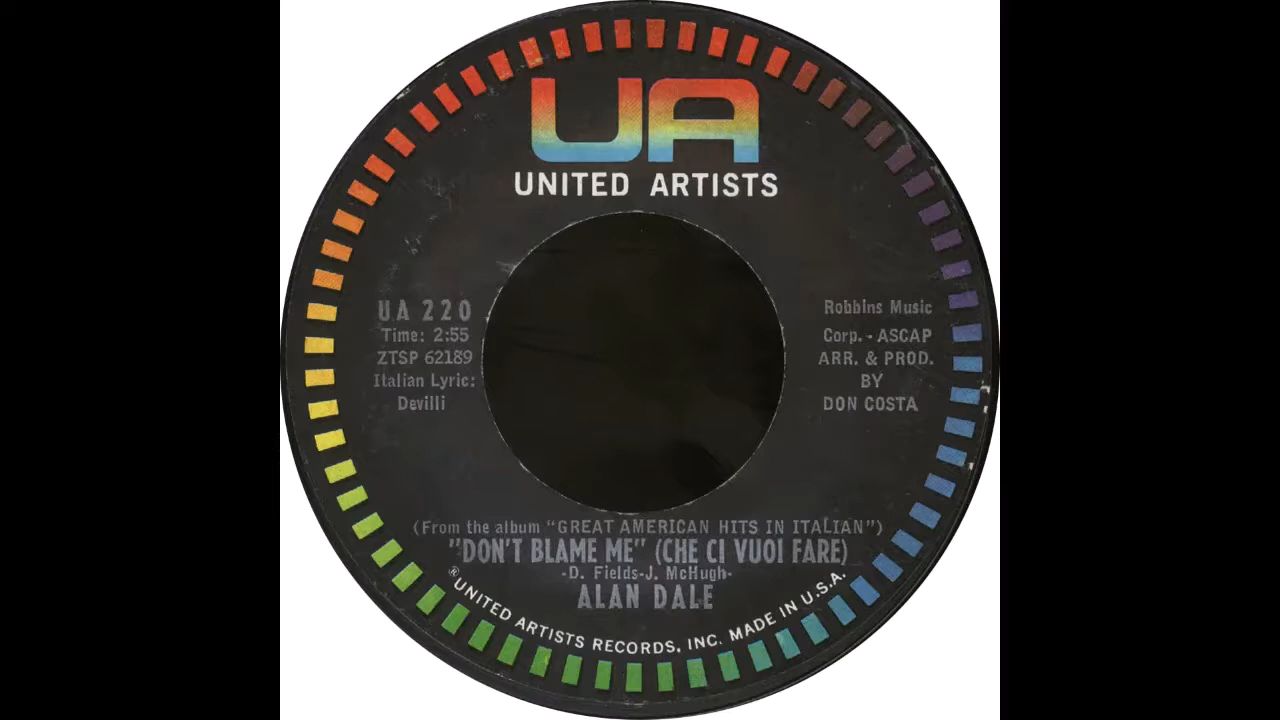 UA
UNITED ARTISTS
UA 220
Time: 2:55
ZTSP 62189
Italian Lyric:
Devilli
Robbins Music
Corp. - ASCAP
ARR. & PROD.
BY
DON COSTA
(From the album "GREAT AMERICAN HITS IN ITALIAN")
"DON'T BLAME ME" (CHE CI VUOI FARE)
-D. Fields-J. McHugh-
ALAN DALE
®UNITED ARTISTS RECORDS, INC. MADE IN U.S.A.